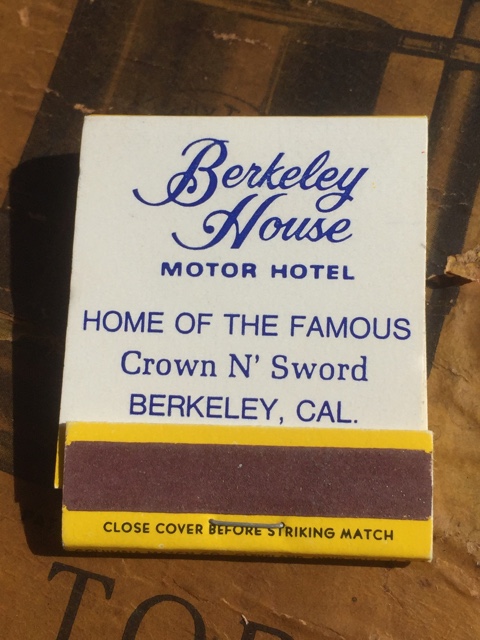 Berkeley
House
MOTOR HOTEL
HOME OF THE FAMOUS
Crown N' Sword
BERKELEY, CAL.
CLOSE COVER BEFORE STRIKING MATCH